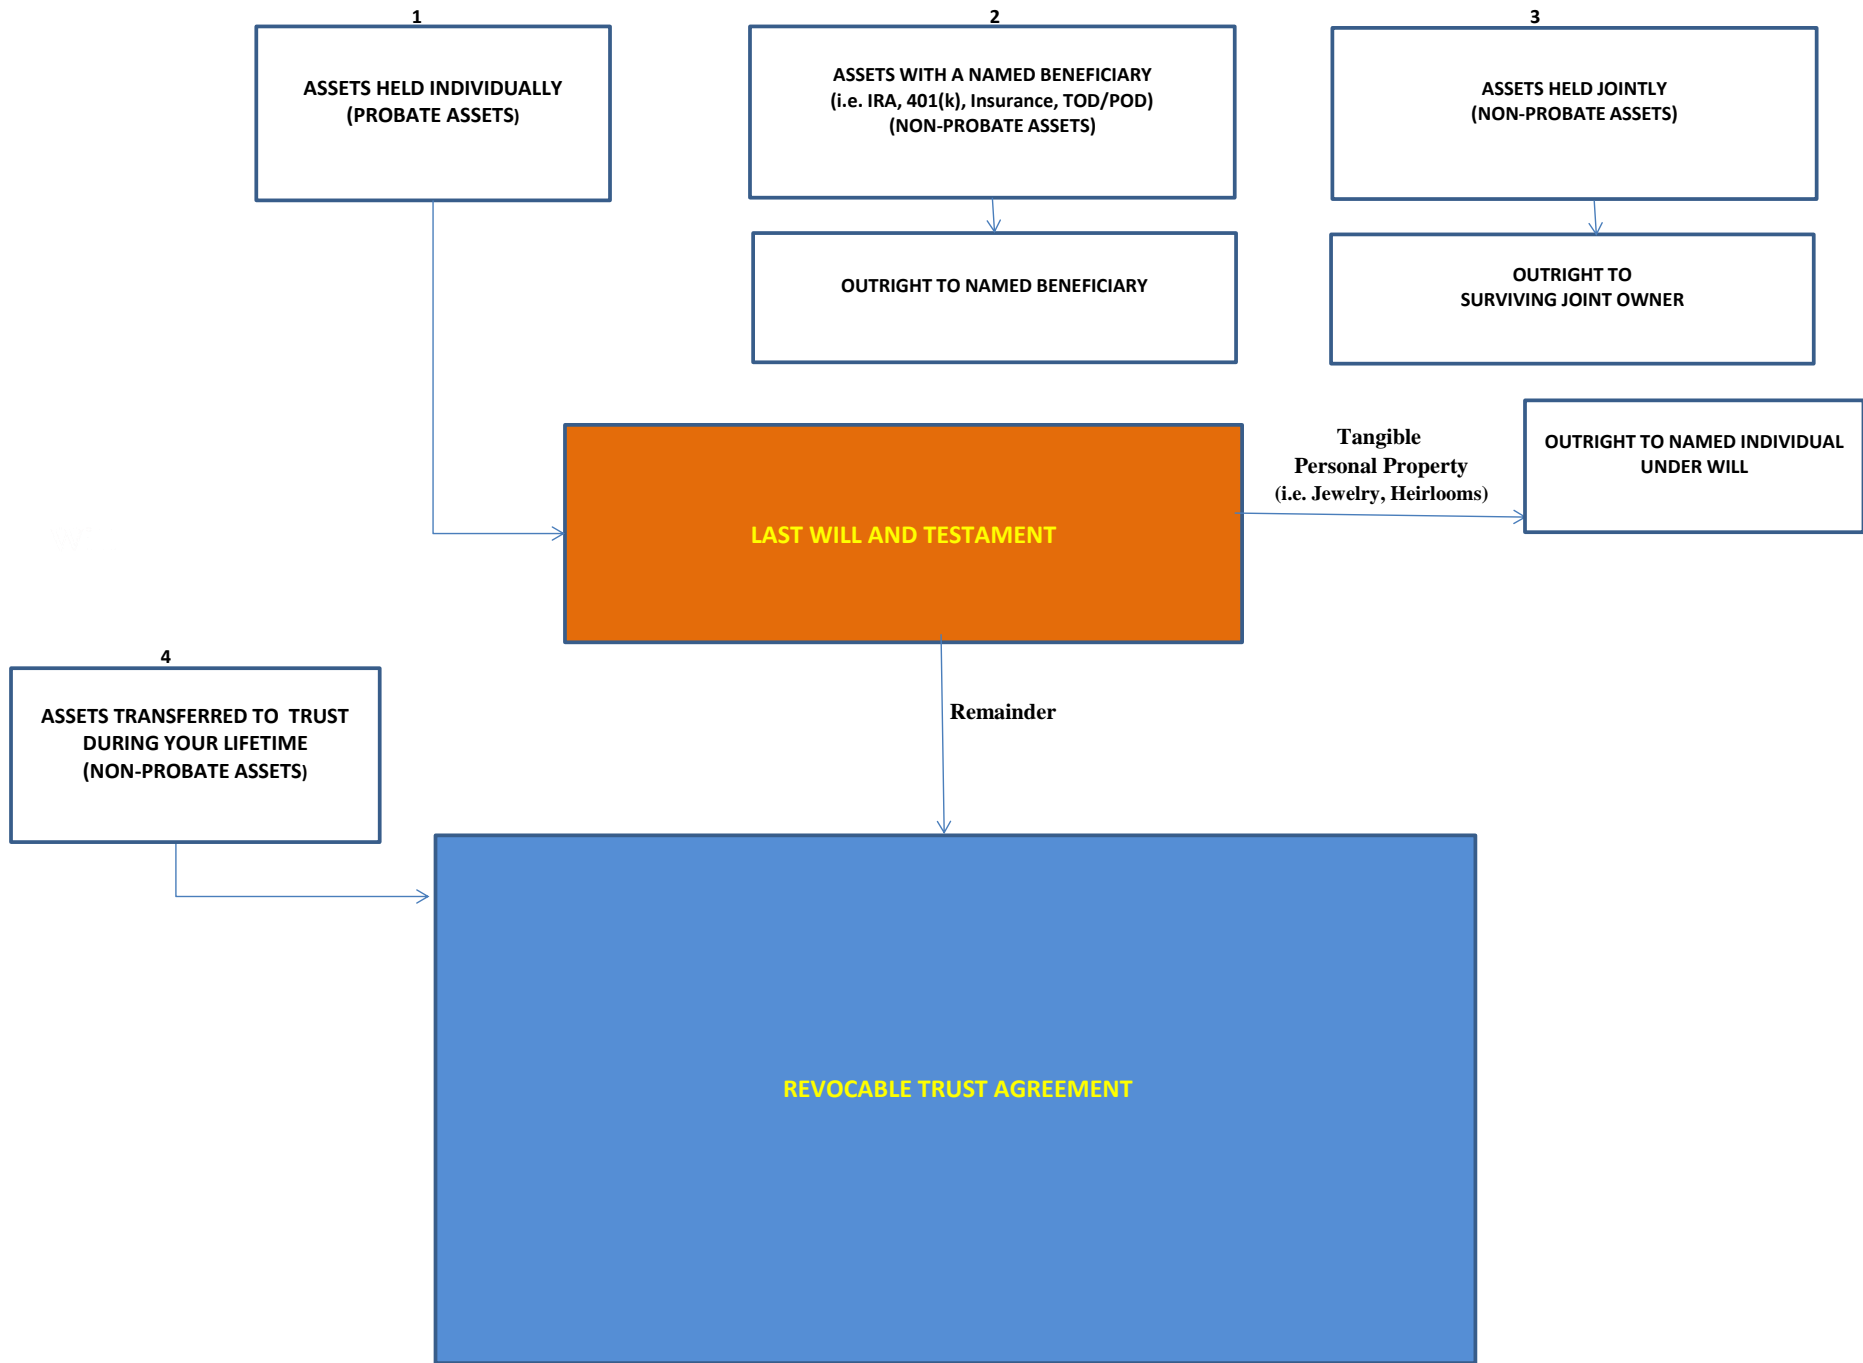 1
ASSETS HELD INDIVIDUALLY
(PROBATE ASSETS)
2
ASSETS WITH A NAMED BENEFICIARY
(i.e. IRA, 401(k), Insurance, TOD/POD)
(NON-PROBATE ASSETS)
3
ASSETS HELD JOINTLY
(NON-PROBATE ASSETS)
OUTRIGHT TO NAMED BENEFICIARY
OUTRIGHT TO
SURVIVING JOINT OWNER
LAST WILL AND TESTAMENT
Tangible
Personal Property
(i.e. Jewelry, Heirlooms)
OUTRIGHT TO NAMED INDIVIDUAL
UNDER WILL
Remainder
4
ASSETS TRANSFERRED TO TRUST
DURING YOUR LIFETIME
(NON-PROBATE ASSETS)
REVOCABLE TRUST AGREEMENT